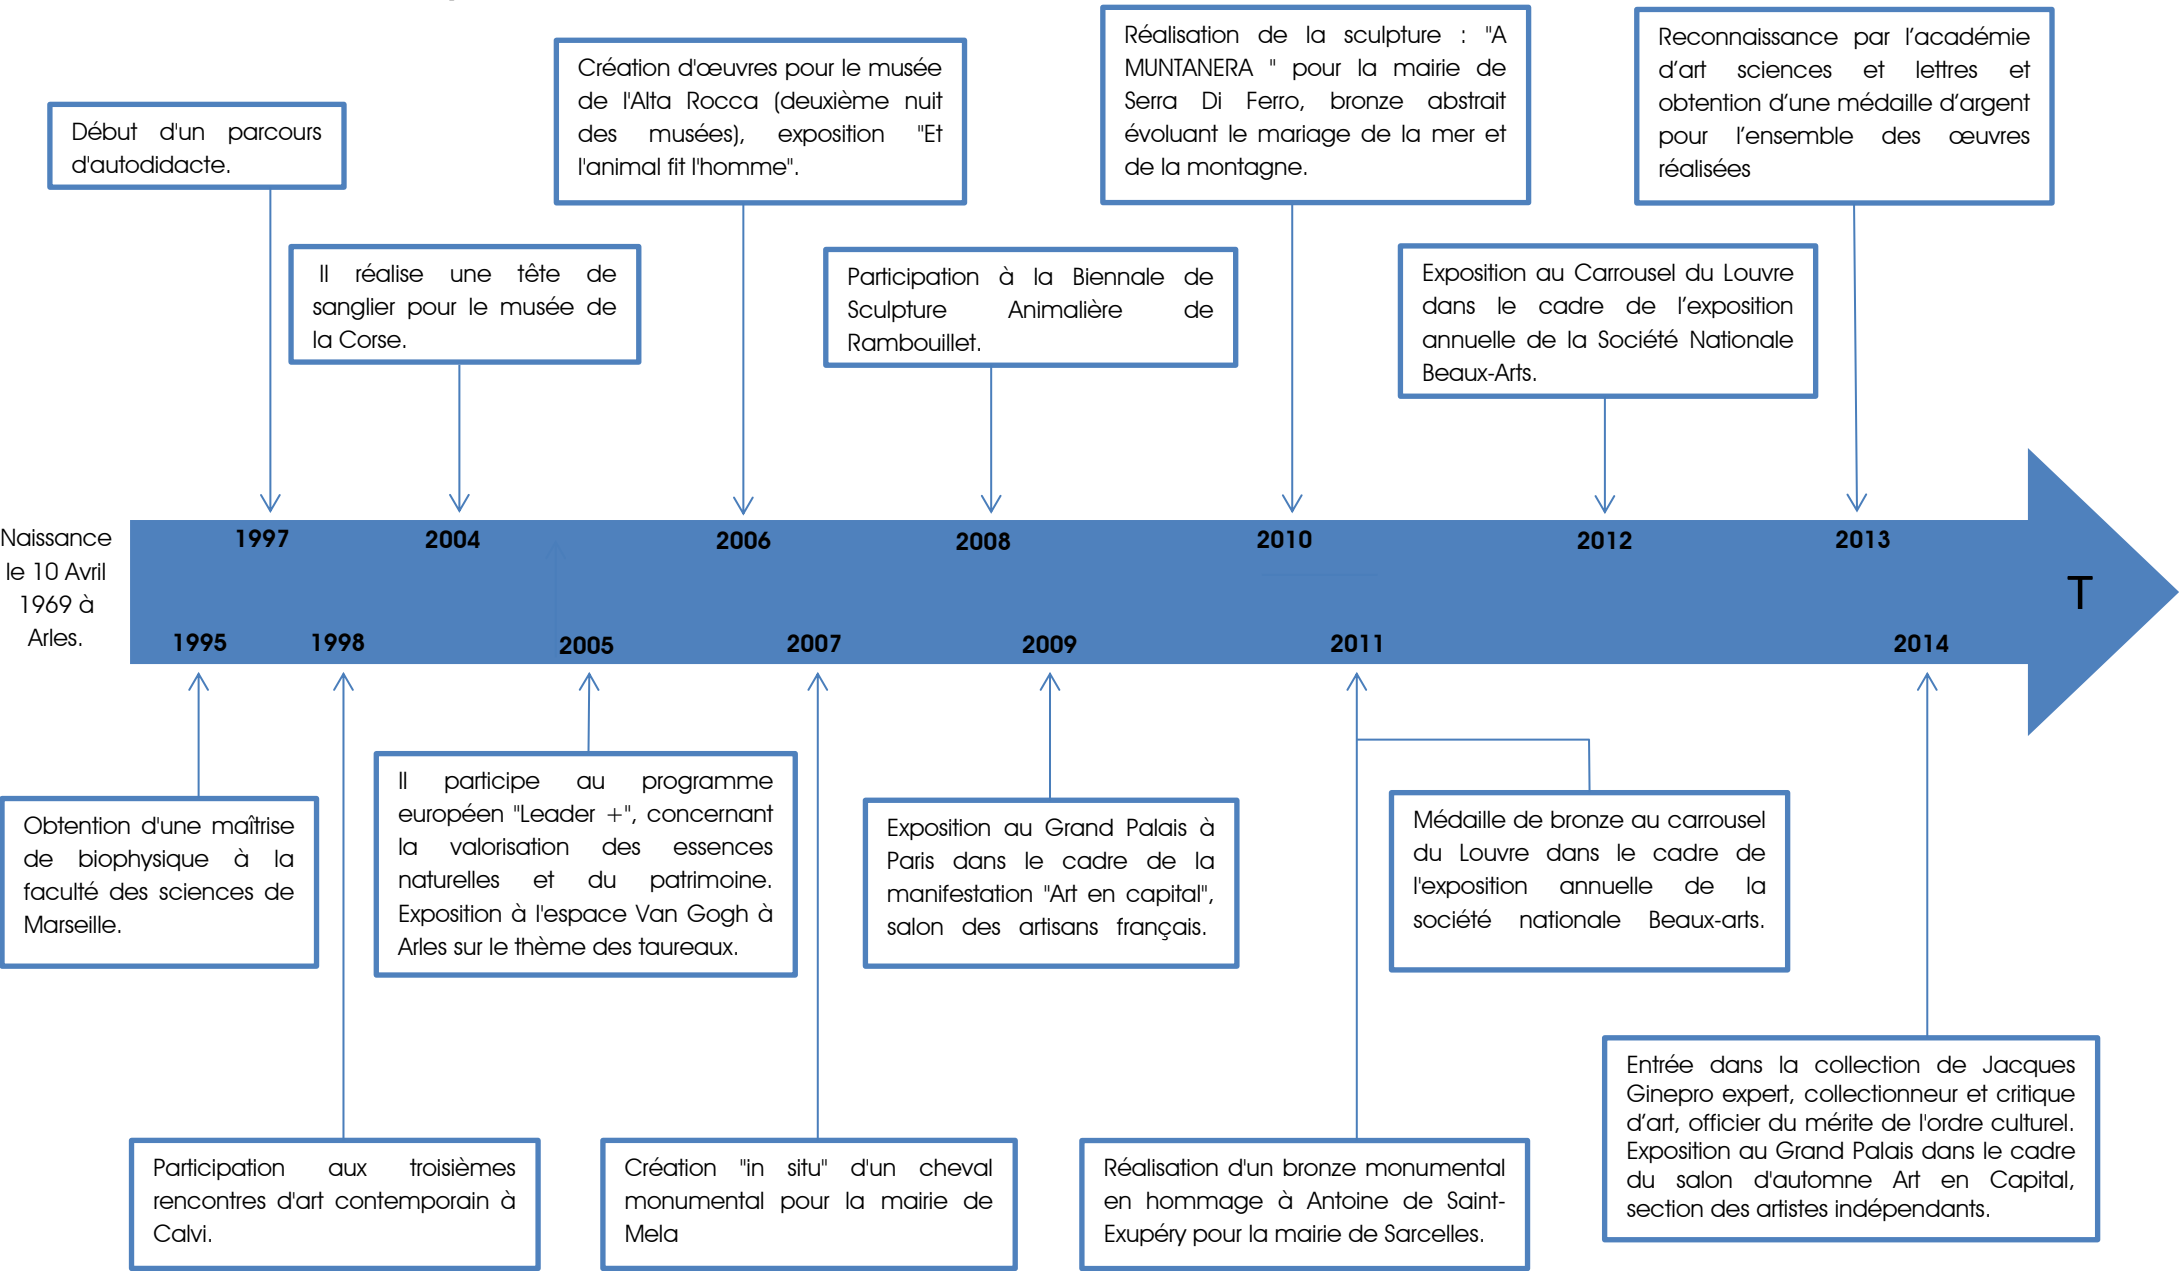 Début d'un parcours
d'autodidacte.
Il réalise une tête de
sanglier pour le musée de
la Corse.
Création d'œuvres pour le musée
de l'Alta Rocca (deuxième nuit
des musées), exposition "Et
l'animal fit l'homme".
Participation à la Biennale de
Sculpture Animalière de
Rambouillet.
Réalisation de la sculpture : "A
MUNTANERA " pour la mairie de
Serra Di Ferro, bronze abstrait
évoluant le mariage de la mer et
de la montagne.
Exposition au Carrousel du Louvre
dans le cadre de l’exposition
annuelle de la Société Nationale
Beaux-Arts.
Reconnaissance par l’académie
d’art sciences et lettres et
obtention d’une médaille d’argent
pour l’ensemble des œuvres
réalisées
Naissance
le 10 Avril
1969 à
Arles.
1997 2004 2006 2008 2010 2012 2013
T
1995 1998 2005 2007 2009 2011 2014
Obtention d'une maîtrise
de biophysique à la
faculté des sciences de
Marseille.
Participation aux troisièmes
rencontres d'art contemporain à
Calvi.
Il participe au programme
européen "Leader +", concernant
la valorisation des essences
naturelles et du patrimoine.
Exposition à l'espace Van Gogh à
Arles sur le thème des taureaux.
Création "in situ" d'un cheval
monumental pour la mairie de
Mela
Exposition au Grand Palais à
Paris dans le cadre de la
manifestation "Art en capital",
salon des artisans français.
Réalisation d'un bronze monumental
en hommage à Antoine de Saint-
Exupéry pour la mairie de Sarcelles.
Médaille de bronze au carrousel
du Louvre dans le cadre de
l'exposition annuelle de la
société nationale Beaux-arts.
Entrée dans la collection de Jacques
Ginepro expert, collectionneur et critique
d’art, officier du mérite de l'ordre culturel.
Exposition au Grand Palais dans le cadre
du salon d'automne Art en Capital,
section des artistes indépendants.